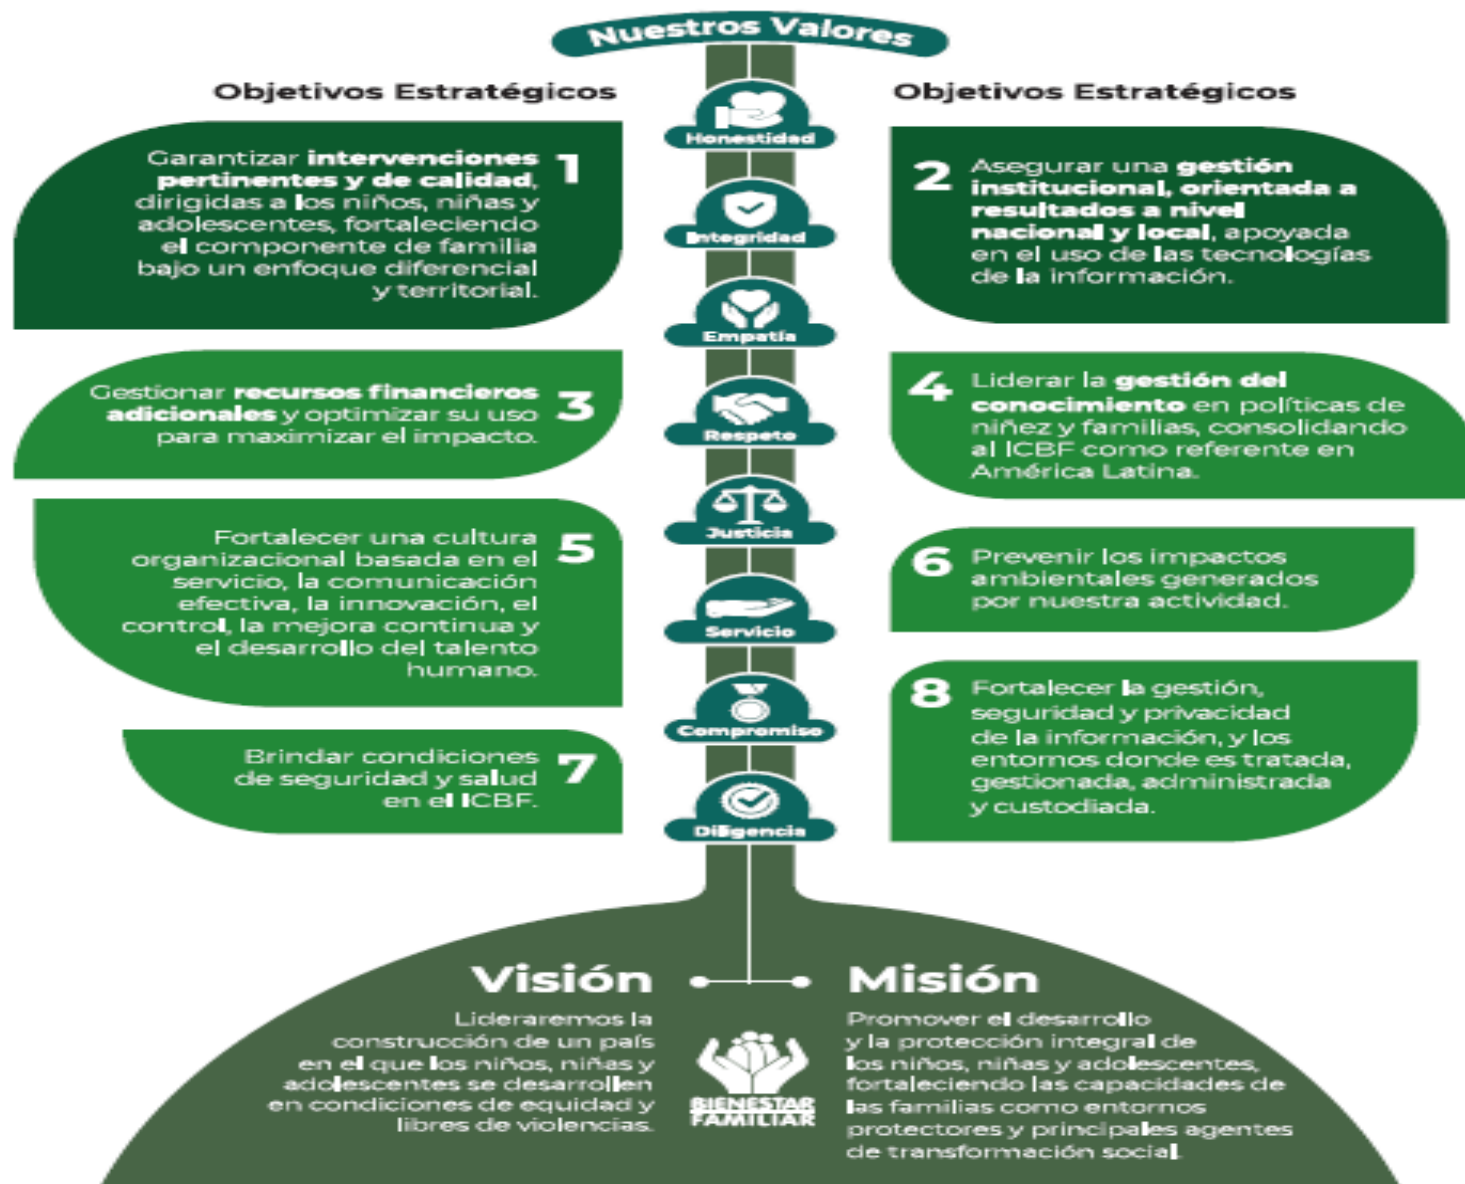 Nuestros Valores
Objetivos Estratégicos
Objetivos Estratégicos
Honestidad
Integridad
Empatía
Respeto
Justicia
Servicio
Compromiso
Diligencia
1
Garantizar intervenciones
pertinentes y de calidad,
dirigidas a los niños, niñas y
adolescentes, fortaleciendo
el componente de familia
bajo un enfoque diferencial
y territorial.
2
Asegurar una gestión
institucional, orientada a
resultados a nivel
nacional y local, apoyada
en el uso de las tecnologías
de la información.
3
Gestionar recursos financieros
adicionales y optimizar su uso
para maximizar el impacto.
4
Liderar la gestión del
conocimiento en políticas de
niñez y familias, consolidando
al ICBF como referente en
América Latina.
5
Fortalecer una cultura
organizacional basada en el
servicio, la comunicación
efectiva, la innovación, el
control, la mejora continua y
el desarrollo del talento
humano.
6
Prevenir los impactos
ambientales generados
por nuestra actividad.
7
Brindar condiciones
de seguridad y salud
en el ICBF.
8
Fortalecer la gestión,
seguridad y privacidad
de la información, y los
entornos donde es tratada,
gestionada, administrada
y custodiada.
Visión
Lideraremos la
construcción de un país
en el que los niños, niñas y
adolescentes se desarrollen
en condiciones de equidad y
libres de violencias.
BIENESTAR
FAMILIAR
Misión
Promover el desarrollo
y la protección integral de
los niños, niñas y adolescentes,
fortaleciendo las capacidades de
las familias como entornos
protectores y principales agentes
de transformación social.